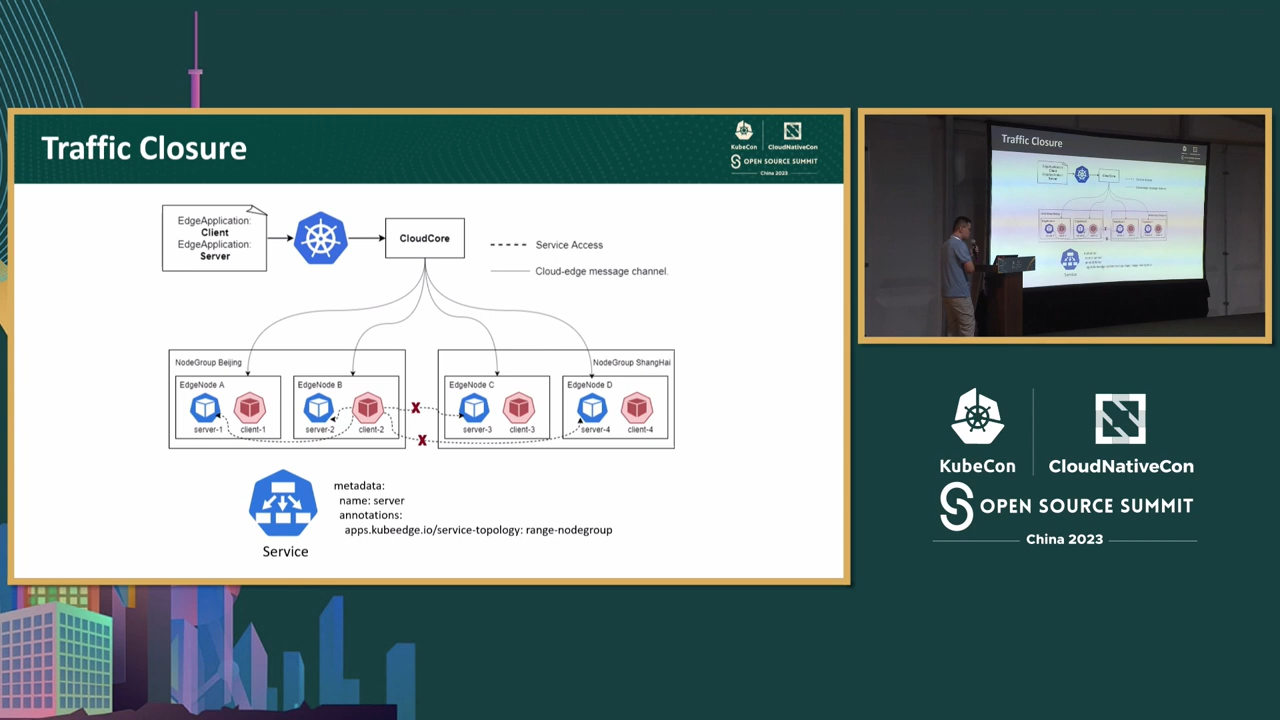 Traffic Closure
KubeCon
CloudNativeCon
OPEN SOURCE SUMMIT
China 2023
EdgeApplication:
Client
EdgeApplication:
Server
CloudCore
Service Access
Cloud-edge message channel.
NodeGroup Beijing
NodeGroup ShangHai
EdgeNode A
EdgeNode B
EdgeNode C
EdgeNode D
X
X
server-1
client-1
server-2
client-2
server-3
client-3
server-4
client-4
Service
metadata:
name: server
annotations:
apps.kubeedge.io/service-topology: range-nodegroup
Traffic Closure
Service
KubeCon
CloudNativeCon
OPEN SOURCE SUMMIT
China 2023